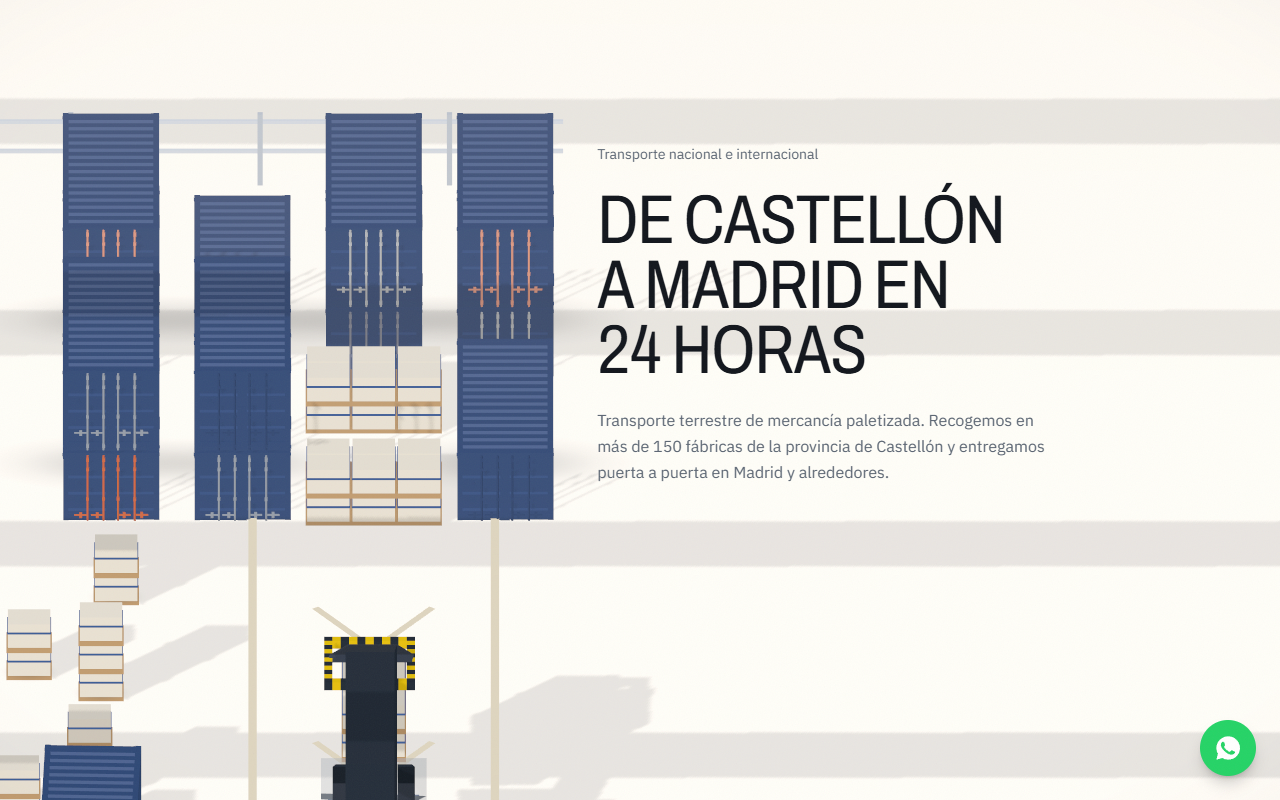 Transporte nacional e internacional
DE CASTELLÓN
A MADRID EN
24 HORAS
Transporte terrestre de mercancía paletizada. Recogemos en
más de 150 fábricas de la provincia de Castellón y entregamos
puerta a puerta en Madrid y alrededores.